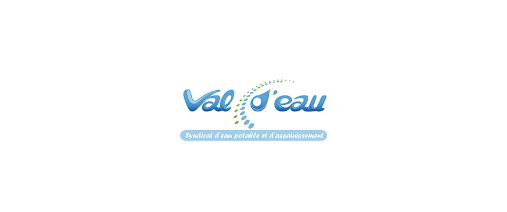 Val d'eau
Syndicat d'eau potable et d'assainissement